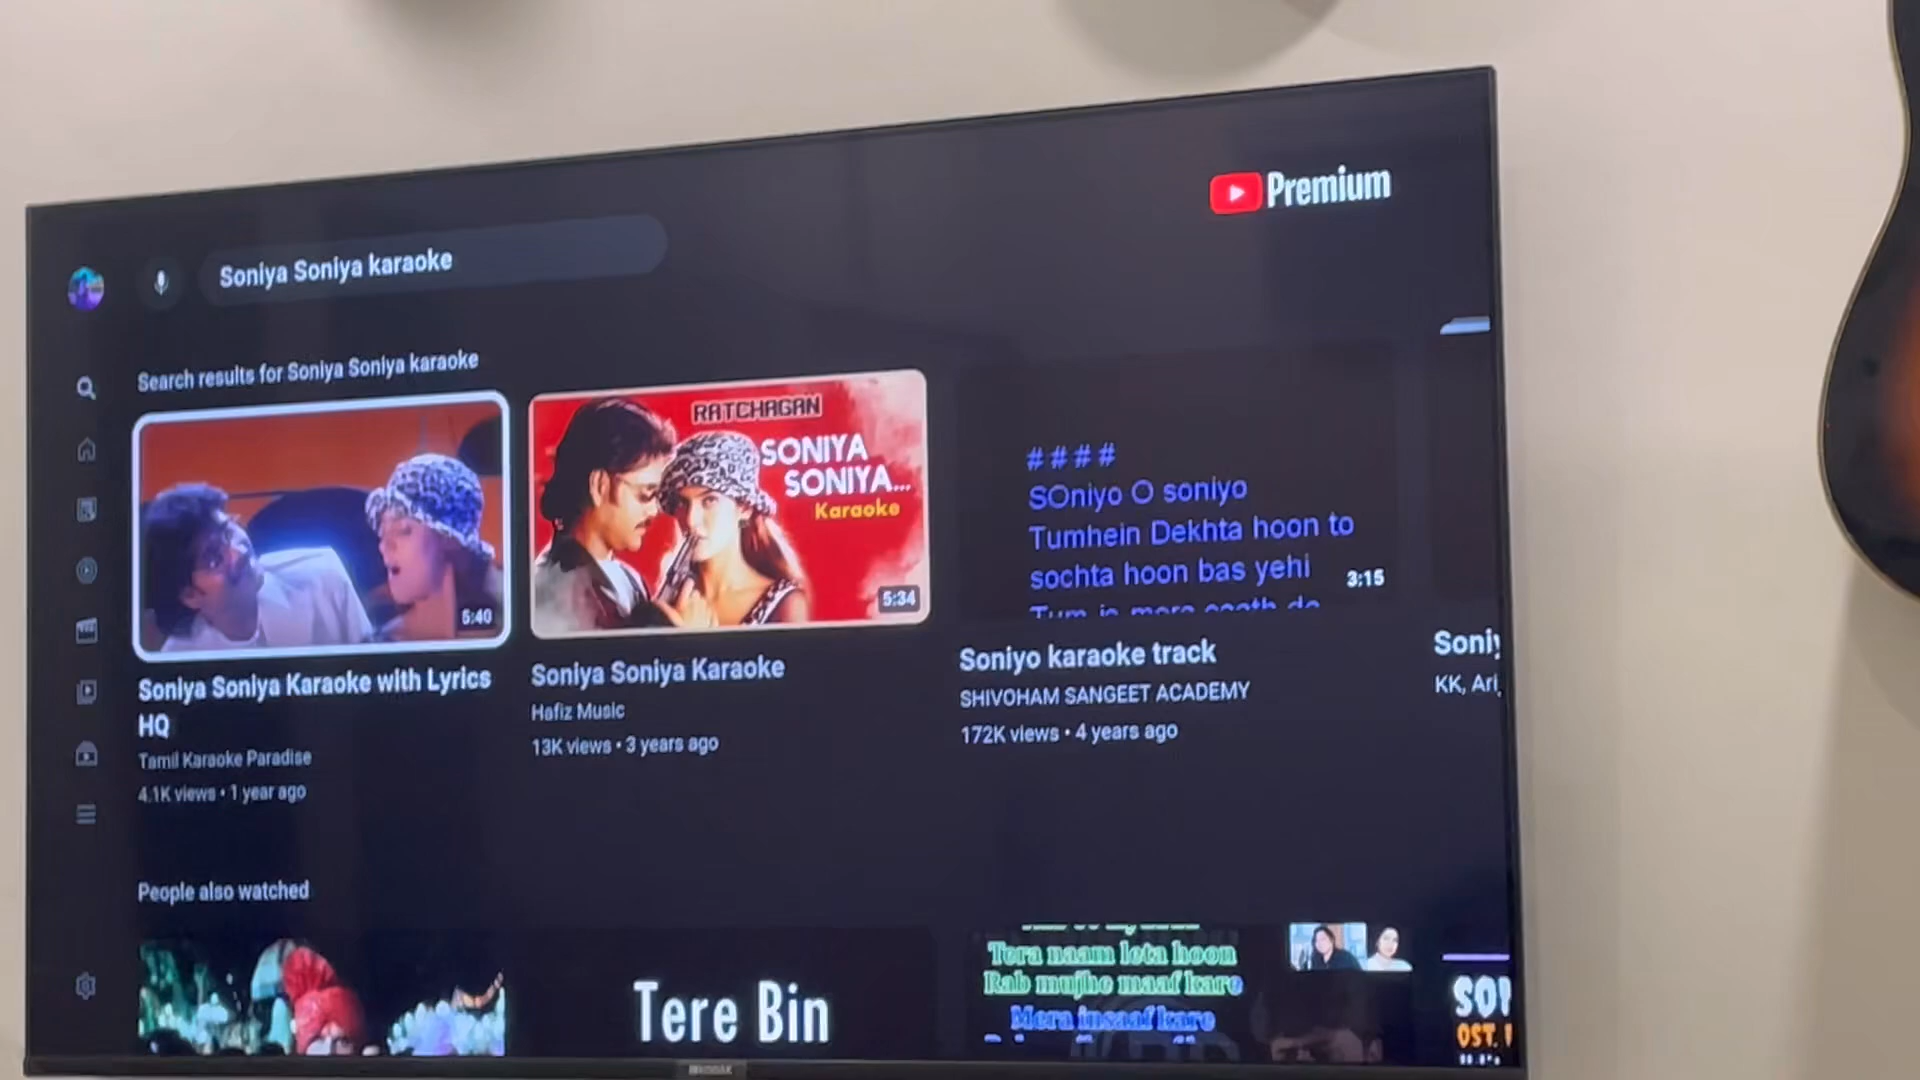 Premium
Soniya Soniya karaoke
Search results for Soniya Soniya karaoke
5:40
Soniya Soniya Karaoke with Lyrics
HQ
Tamil Karaoke Paradise
4.1K views • 1 year ago
RATCHAGAN
SONIYA
SONIYA...
Karaoke
5:34
Soniya Soniya Karaoke
Hafiz Music
13K views • 3 years ago
# # # #
SOniyo O soniyo
Tumhein Dekhta hoon to
sochta hoon bas yehi
3:15
Soniyo karaoke track
SHIVOHAM SANGEET ACADEMY
172K views • 4 years ago
Soniy
KK, Ari
People also watched
Tere Bin
Tera naam leta hoon
Rab mujhe maaf kare
Mera insaaf kare
OST.